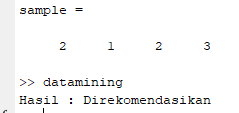 sample =
2 1 2 3
>> datamining
Hasil : Direkomendasikan